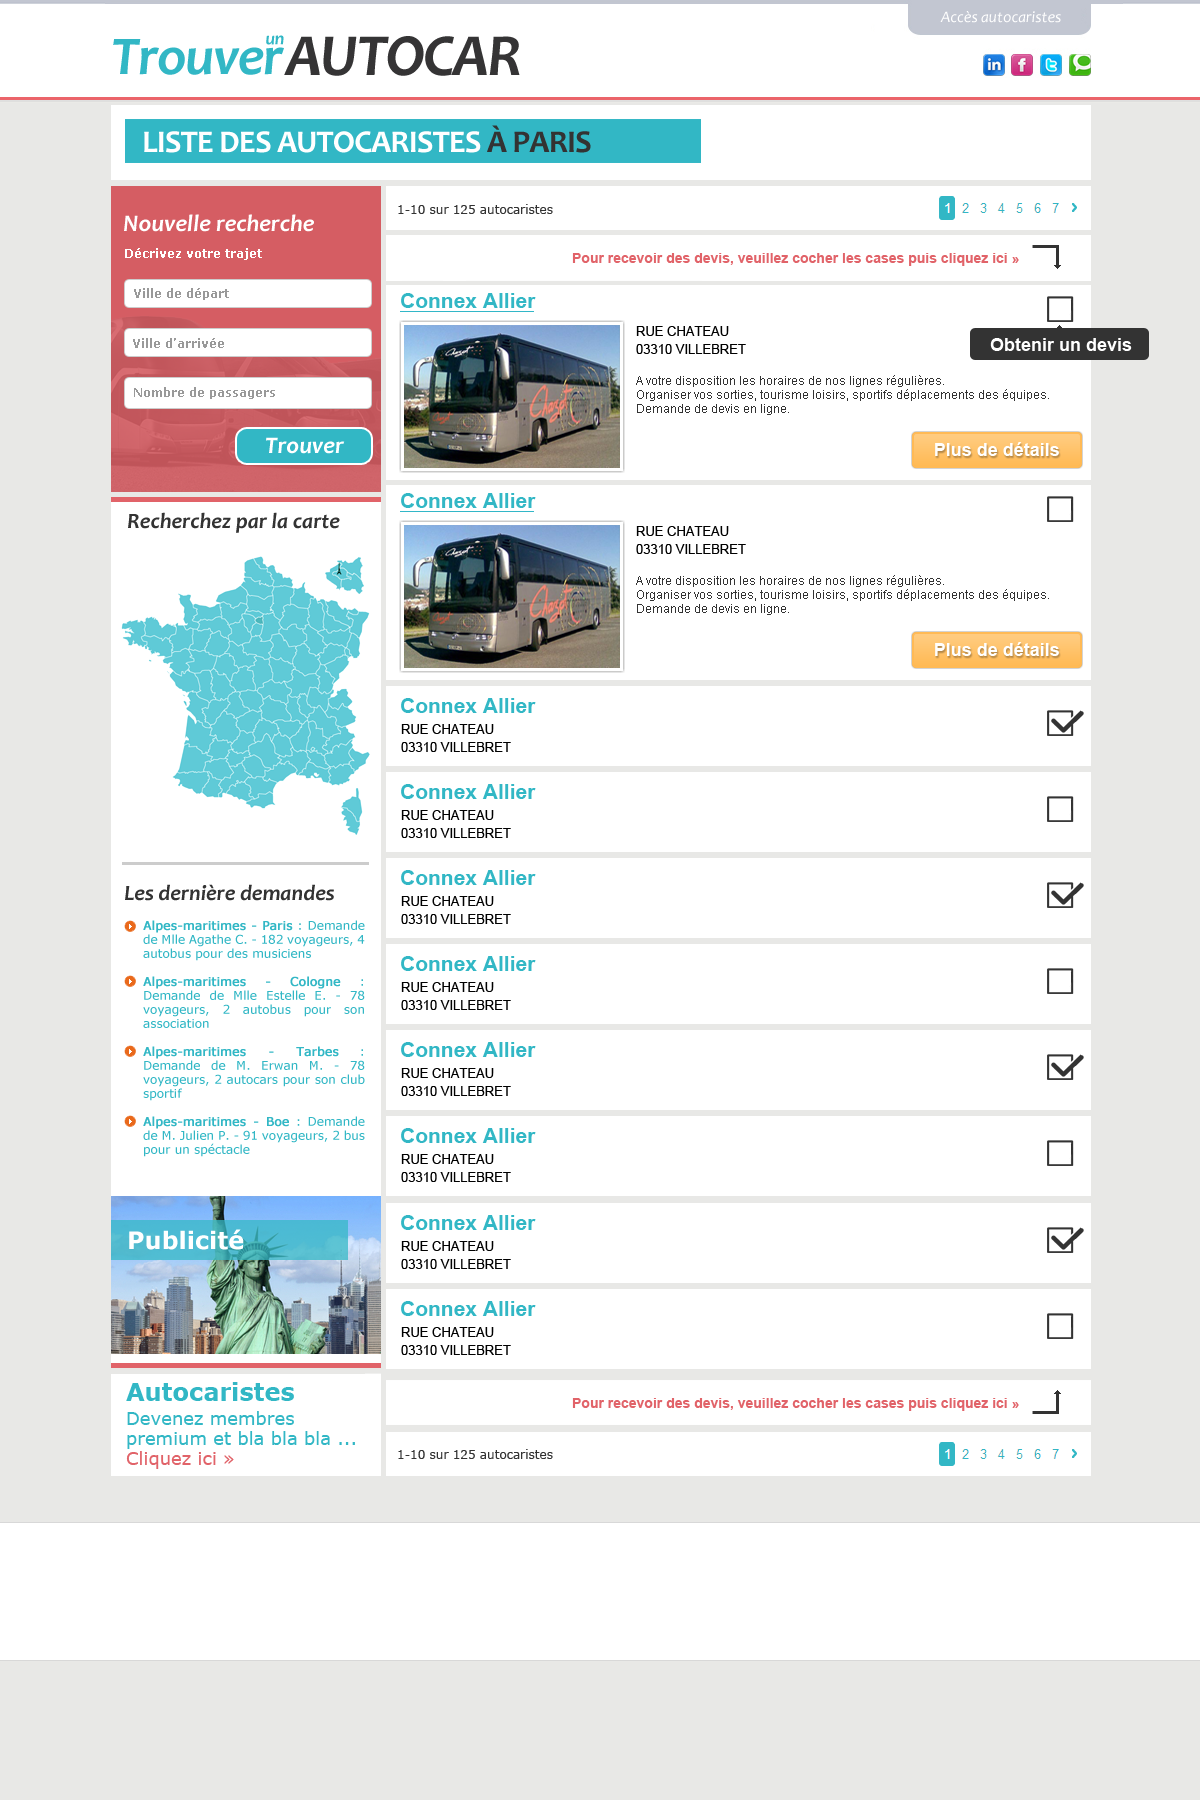 Accès autocaristes
Trouver un AUTOCAR
LISTE DES AUTOCARISTES À PARIS
Nouvelle recherche
Décrivez votre trajet
Ville de départ
Ville d'arrivée
Nombre de passagers
Trouver
Recherchez par la carte
Les dernière demandes
Alpes-maritimes - Paris : Demande
de Mlle Agathe C. - 182 voyageurs, 4
autobus pour des musiciens
Alpes-maritimes - Cologne :
Demande de Mlle Estelle E. - 78
voyageurs, 2 autobus pour son
association
Alpes-maritimes - Tarbes :
Demande de M. Erwan M. - 78
voyageurs, 2 autocars pour son club
sportif
Alpes-maritimes - Boe : Demande
de M. Julien P. - 91 voyageurs, 2 bus
pour un spéctacle
Publicité
Autocaristes
Devenez membres
premium et bla bla bla ...
Cliquez ici »
1-10 sur 125 autocaristes
1 2 3 4 5 6 7 ›
Pour recevoir des devis, veuillez cocher les cases puis cliquez ici »
Connex Allier
RUE CHATEAU
03310 VILLEBRET
Obtenir un devis
A votre disposition les horaires de nos lignes régulières.
Organiser vos sorties, tourisme loisirs, sportifs déplacements des équipes.
Demande de devis en ligne.
Plus de détails
Connex Allier
RUE CHATEAU
03310 VILLEBRET
A votre disposition les horaires de nos lignes régulières.
Organiser vos sorties, tourisme loisirs, sportifs déplacements des équipes.
Demande de devis en ligne.
Plus de détails
Connex Allier
RUE CHATEAU
03310 VILLEBRET
Connex Allier
RUE CHATEAU
03310 VILLEBRET
Connex Allier
RUE CHATEAU
03310 VILLEBRET
Connex Allier
RUE CHATEAU
03310 VILLEBRET
Connex Allier
RUE CHATEAU
03310 VILLEBRET
Connex Allier
RUE CHATEAU
03310 VILLEBRET
Connex Allier
RUE CHATEAU
03310 VILLEBRET
Connex Allier
RUE CHATEAU
03310 VILLEBRET
Pour recevoir des devis, veuillez cocher les cases puis cliquez ici »
1-10 sur 125 autocaristes
1 2 3 4 5 6 7 ›